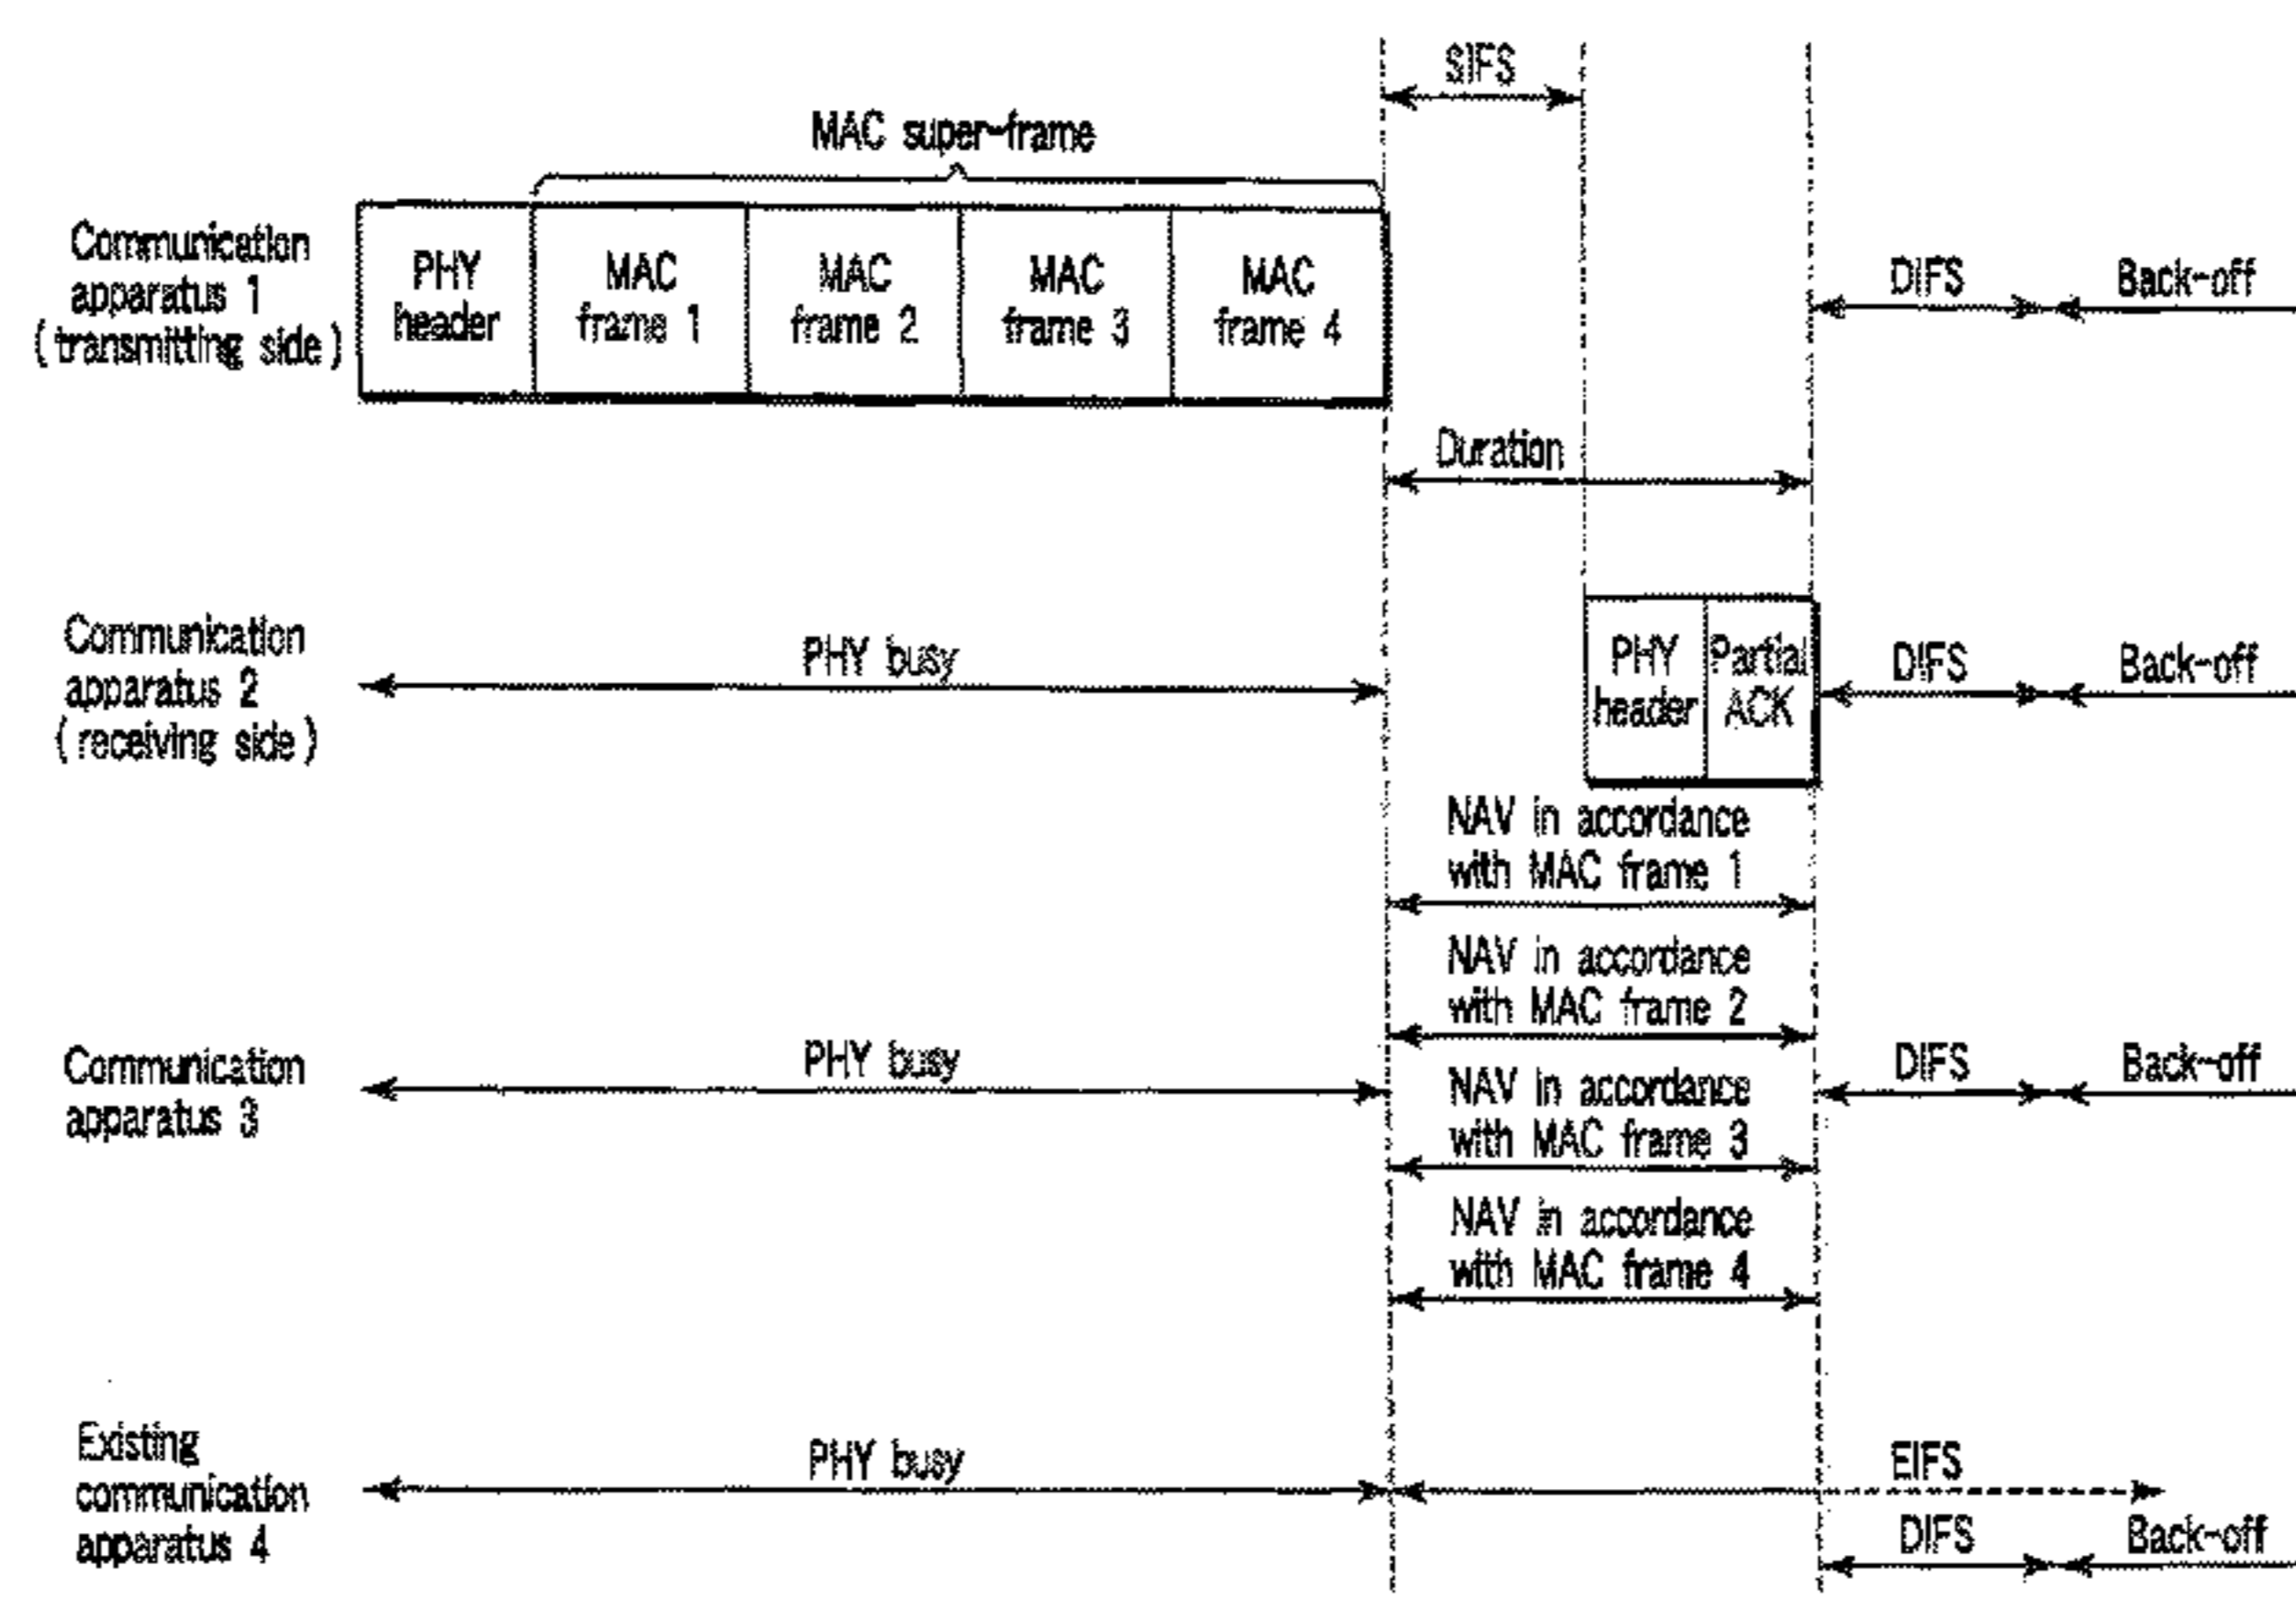 SIFS
MAC super-frame
Communication
apparatus 1
(transmitting side)
PHY
header
MAC
frame 1
MAC
frame 2
MAC
frame 3
MAC
frame 4
DIFS
Back-off
Duration
Communication
apparatus 2
(receiving side)
PHY busy
PHY
header
Partial
ACK
DIFS
Back-off
NAV in accordance
with MAC frame 1
NAV in accordance
with MAC frame 2
Communication
apparatus 3
PHY busy
NAV in accordance
with MAC frame 3
DIFS
Back-off
NAV in accordance
with MAC frame 4
Existing
communication
apparatus 4
PHY busy
EIFS
DIFS
Back-off